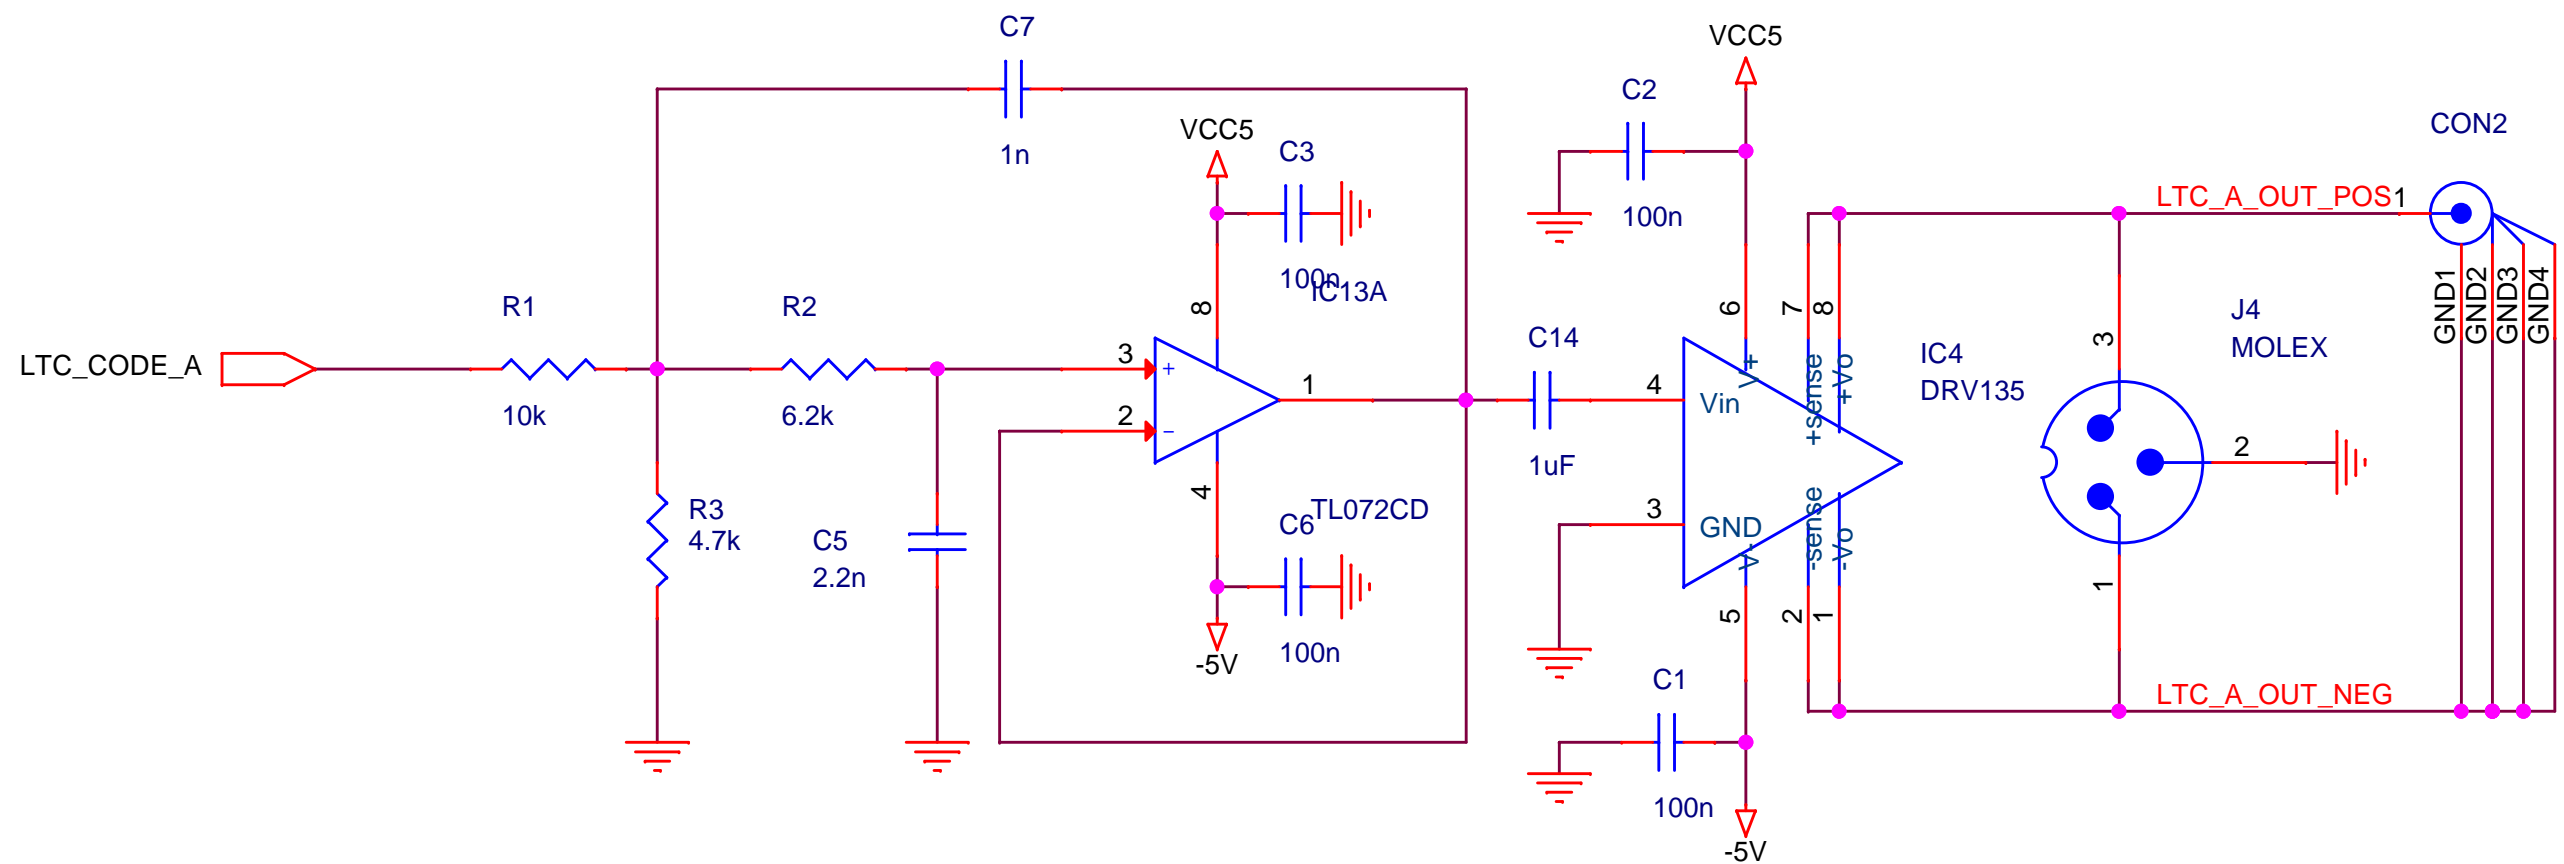 C7
1n
VCC5
C3
100n
IC13A
VCC5
C2
100n
CON2
LTC_A_OUT_POS
1
GND1
GND2
GND3
GND4
LTC_CODE_A
R1
10k
R2
6.2k
R3
4.7k
C5
2.2n
8
3
+
2
−
1
4
TL072CD
C6
100n
-5V
C14
1uF
6
7
8
4
Vin
3
GND
V+
+sense
+Vo
V-
-sense
-Vo
5
2
1
IC4
DRV135
J4
MOLEX
3
2
1
C1
100n
-5V
LTC_A_OUT_NEG